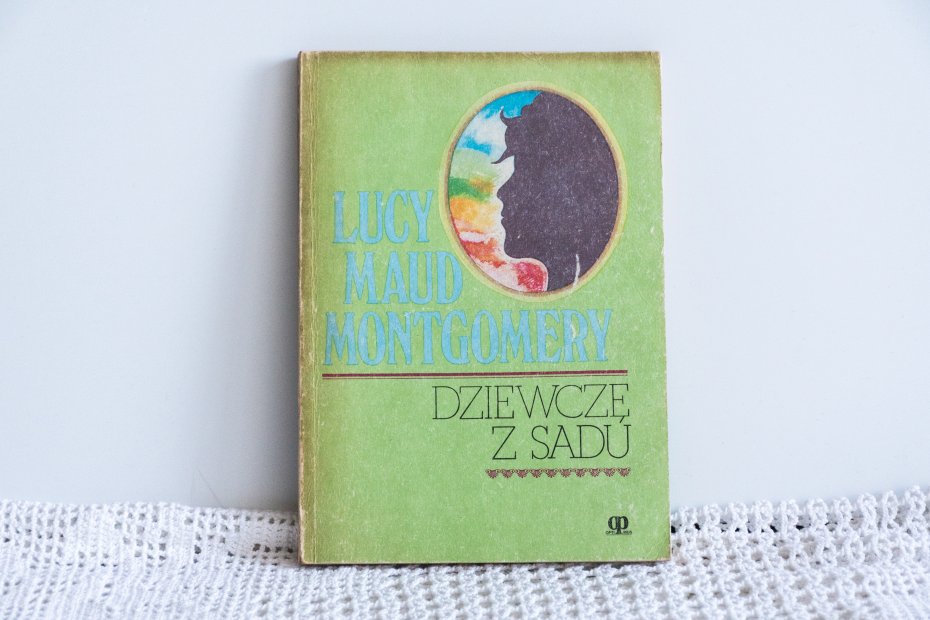 LUCY
MAUD
MONTGOMERY
DZIEWCZĘ
Z SADU